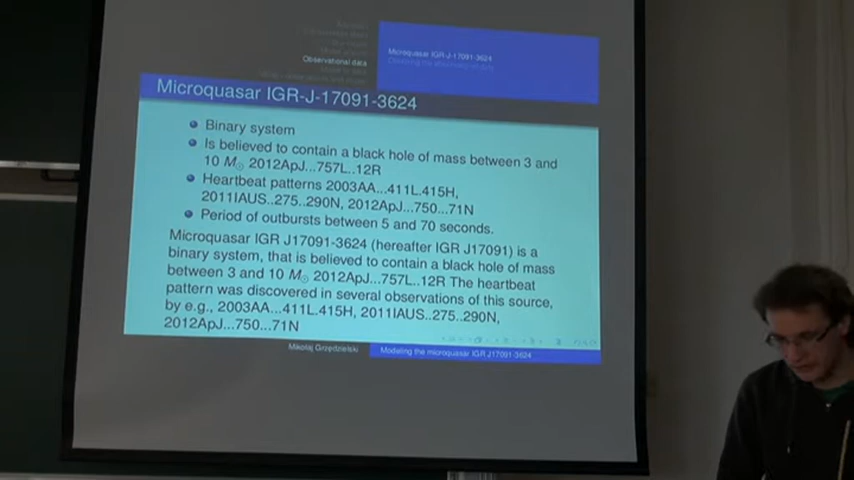 Observational data
Microquasar IGR-J-17091-3624
Microquasar IGR-J-17091-3624
Binary system
Is believed to contain a black hole of mass between 3 and
10 M⊙ 2012ApJ...757L..12R
Heartbeat patterns 2003AA...411L.415H,
2011IAUS..275..290N, 2012ApJ...750...71N
Period of outbursts between 5 and 70 seconds.
Microquasar IGR J17091-3624 (hereafter IGR J17091) is a
binary system, that is believed to contain a black hole of mass
between 3 and 10 M⊙ 2012ApJ...757L..12R The heartbeat
pattern was discovered in several observations of this source,
by e.g., 2003AA...411L.415H, 2011IAUS..275..290N,
2012ApJ...750...71N
Mikołaj Grzędzielski
Modeling the microquasar IGR J17091-3624